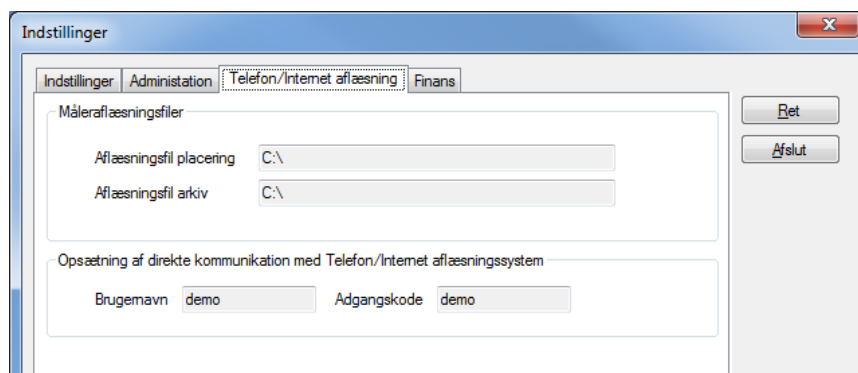 Indstillinger
Indstillinger Administation Telefon/Internet aflæsning Finans
Måleraflæsningsfiler
Ret
Aflæsningsfil placering C:\
Afslut
Aflæsningsfil arkiv C:\
Opsætning af direkte kommunikation med Telefon/Internet aflæsningssystem
Brugernavn demo Adgangskode demo